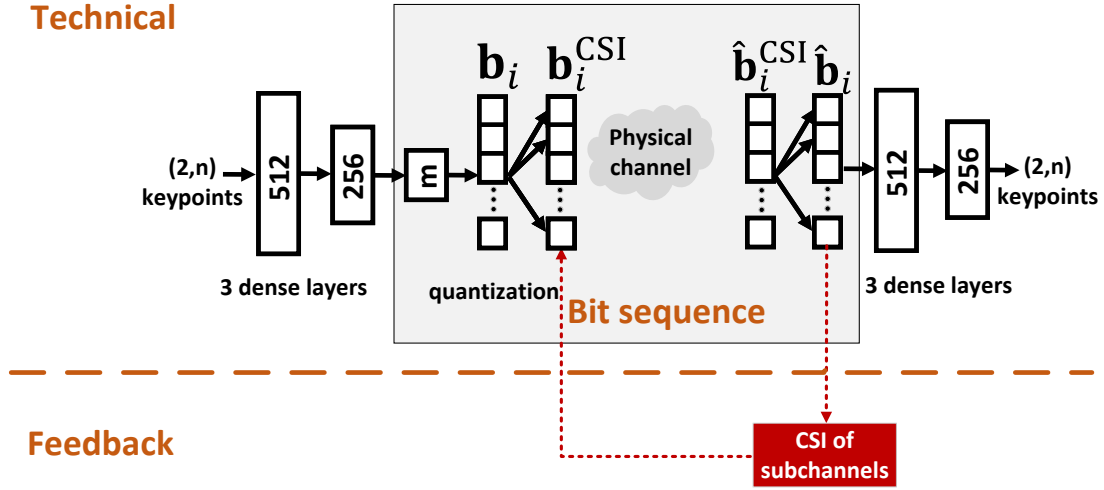 Technical
b_i b_i^CSI b̂_i^CSI b̂_i
(2,n)
keypoints
512
256
m
Physical
channel
512
256
(2,n)
keypoints
3 dense layers
quantization
Bit sequence
3 dense layers
Feedback
CSI of
subchannels